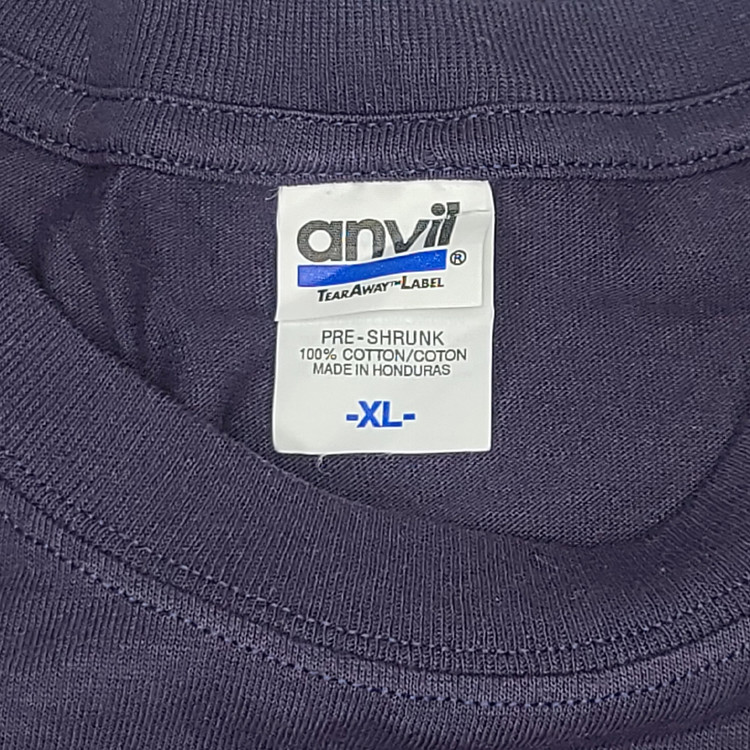 anvil®
TEARAWAY™LABEL
PRE-SHRUNK
100% COTTON/COTON
MADE IN HONDURAS
-XL-